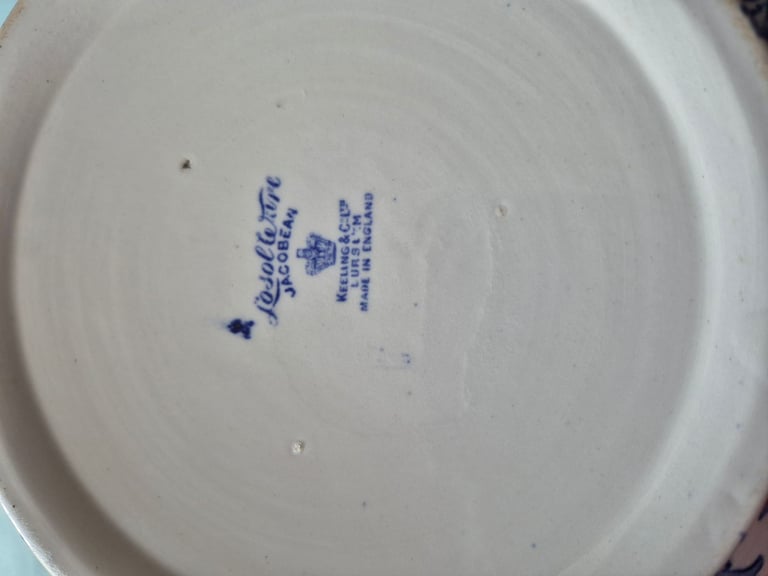 Losol Ware
JACOBEAN
KEELING & Co LTD
BURSLEM
MADE IN ENGLAND